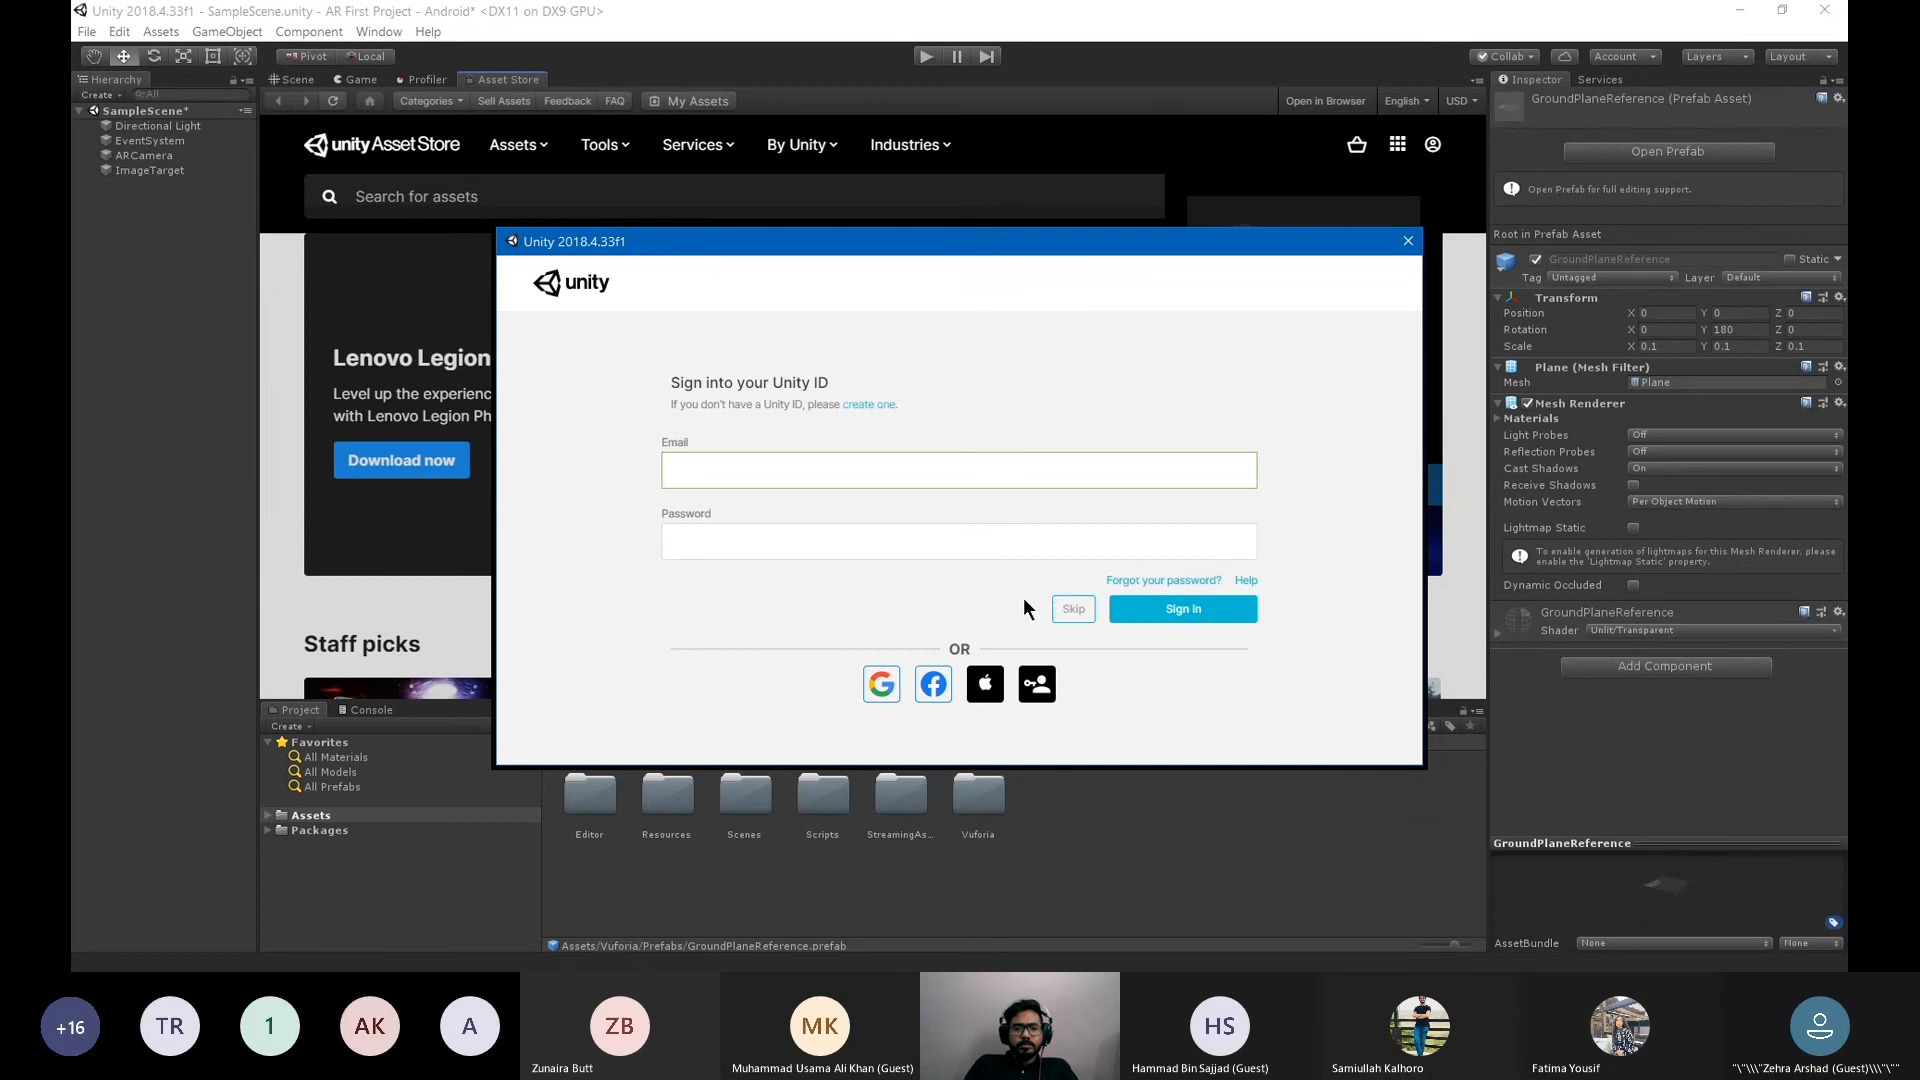 Unity 2018.4.33f1 - SampleScene.unity - AR First Project - Android* <DX11 on DX9 GPU>
File Edit Assets GameObject Component Window Help
Pivot Local
Collab Account Layers Layout
Hierarchy
Create All
SampleScene*
Directional Light
EventSystem
ARCamera
ImageTarget
Scene Game Profiler Asset Store
Categories Sell Assets Feedback FAQ My Assets Open in Browser English USD
unity Asset Store Assets Tools Services By Unity Industries
Search for assets
Lenovo Legion
Level up the experienc
with Lenovo Legion Ph
Download now
Staff picks
Unity 2018.4.33f1
unity
Sign into your Unity ID
If you don't have a Unity ID, please create one.
Email
Password
Forgot your password? Help
Skip Sign in
OR
Project Console
Create
Favorites
All Materials
All Models
All Prefabs
Assets
Packages
Editor Resources Scenes Scripts StreamingAs... Vuforia
Assets/Vuforia/Prefabs/GroundPlaneReference.prefab
Inspector Services
GroundPlaneReference (Prefab Asset)
Open Prefab
Open Prefab for full editing support.
Root in Prefab Asset
GroundPlaneReference Static
Tag Untagged Layer Default
Transform
Position X 0 Y 0 Z 0
Rotation X 0 Y 180 Z 0
Scale X 0.1 Y 0.1 Z 0.1
Plane (Mesh Filter)
Mesh Plane
Mesh Renderer
Materials
Light Probes Off
Reflection Probes Off
Cast Shadows On
Receive Shadows
Motion Vectors Per Object Motion
Lightmap Static
To enable generation of lightmaps for this Mesh Renderer, please
enable the 'Lightmap Static' property.
Dynamic Occluded
GroundPlaneReference
Shader Unlit/Transparent
Add Component
GroundPlaneReference
AssetBundle None None
+16 TR 1 AK A ZB MK HS
Zunaira Butt Muhammad Usama Ali Khan (Guest) Hammad Bin Sajjad (Guest) Samiullah Kalhoro Fatima Yousif "\"\\\"Zehra Arshad (Guest)\\\"\""